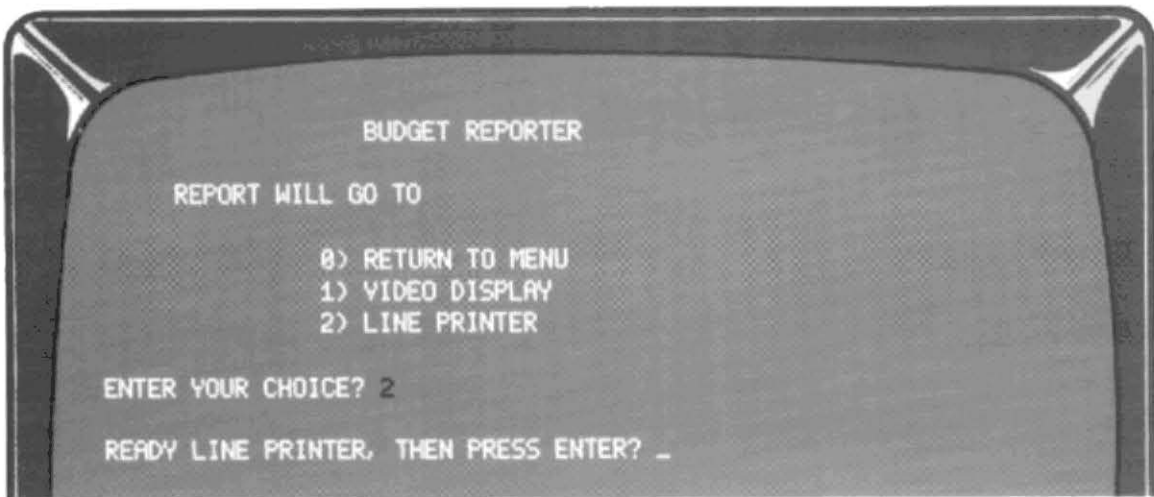 BUDGET REPORTER
REPORT WILL GO TO
0) RETURN TO MENU
1) VIDEO DISPLAY
2) LINE PRINTER
ENTER YOUR CHOICE? 2
READY LINE PRINTER, THEN PRESS ENTER? _